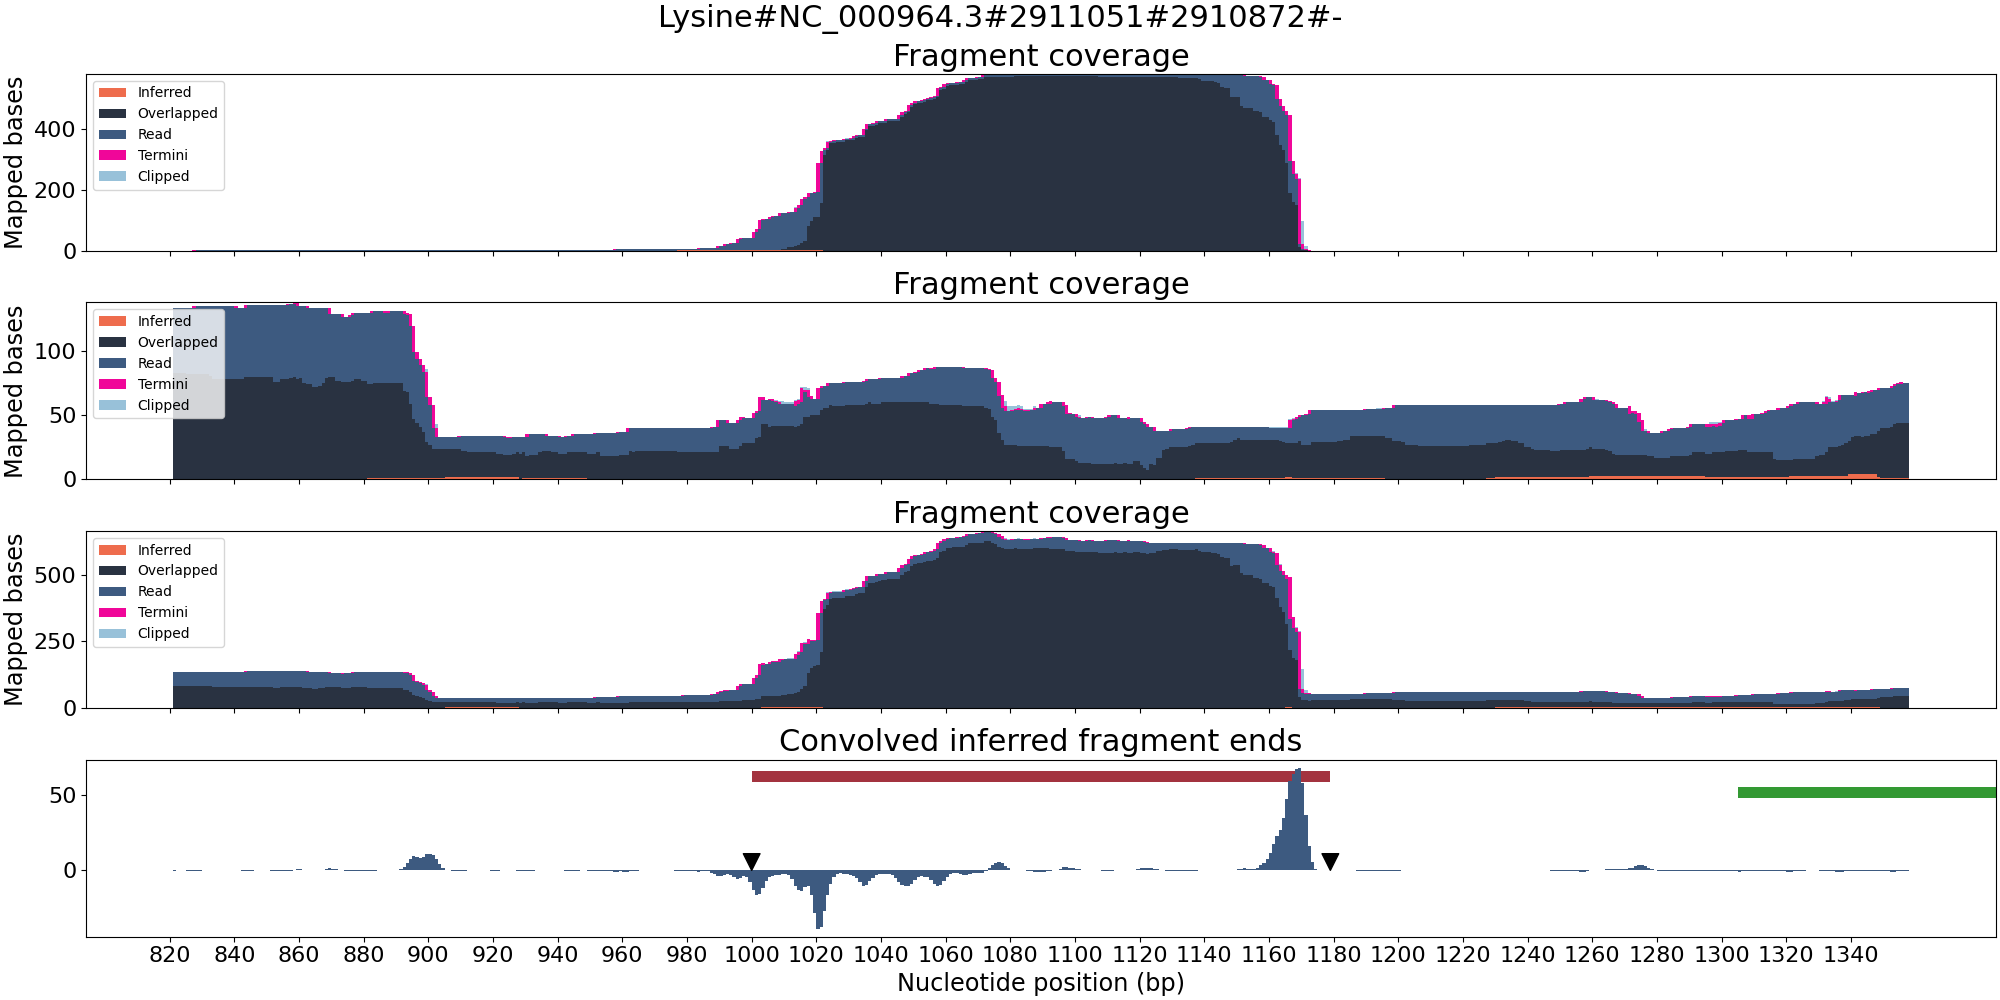 Lysine#NC_000964.3#2911051#2910872#-
Fragment coverage
Mapped bases
400
200
0
Inferred
Overlapped
Read
Termini
Clipped
Fragment coverage
Mapped bases
100
50
0
Inferred
Overlapped
Read
Termini
Clipped
Fragment coverage
Mapped bases
500
250
0
Inferred
Overlapped
Read
Termini
Clipped
Convolved inferred fragment ends
50
0
820 840 860 880 900 920 940 960 980 1000 1020 1040 1060 1080 1100 1120 1140 1160 1180 1200 1220 1240 1260 1280 1300 1320 1340
Nucleotide position (bp)